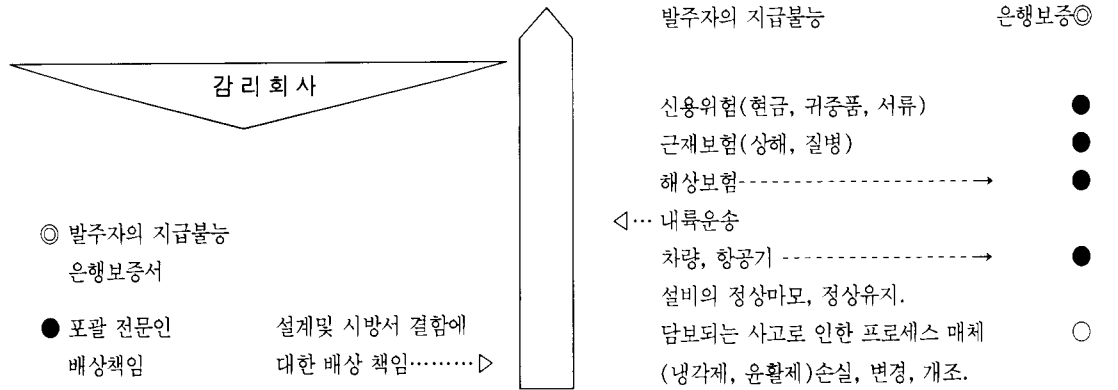 감리회사
◎ 발주자의 지급불능
은행보증서
● 포괄 전문인 설계및 시방서 결함에
배상책임 대한 배상 책임·········▷
발주자의 지급불능 은행보증◎
신용위험(현금, 귀중품, 서류) ●
근재보험(상해, 질병) ●
해상보험-----------------------→ ●
◁··· 내륙운송
차량, 항공기 --------------------→ ●
설비의 정상마모, 정상유지.
담보되는 사고로 인한 프로세스 매체 ○
(냉각제, 윤활제)손실, 변경, 개조.